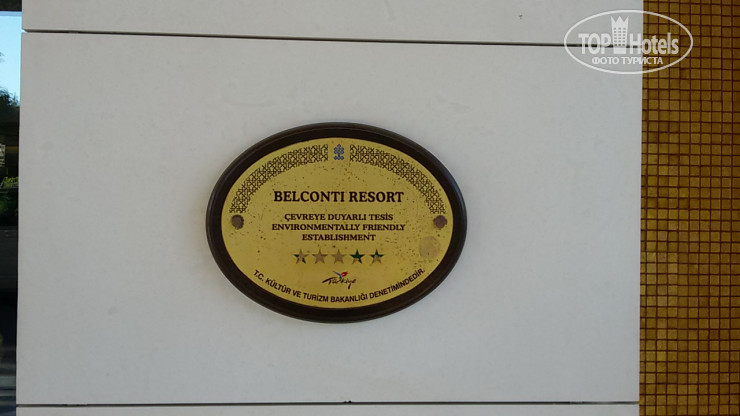 TOP Hotels
ФОТО ТУРИСТА
BELCONTI RESORT
ÇEVREYE DUYARLI TESİS
ENVIRONMENTALLY FRIENDLY
ESTABLISHMENT
Türkiye
T.C. KÜLTÜR VE TURİZM BAKANLIĞI DENETİMİNDEDİR.